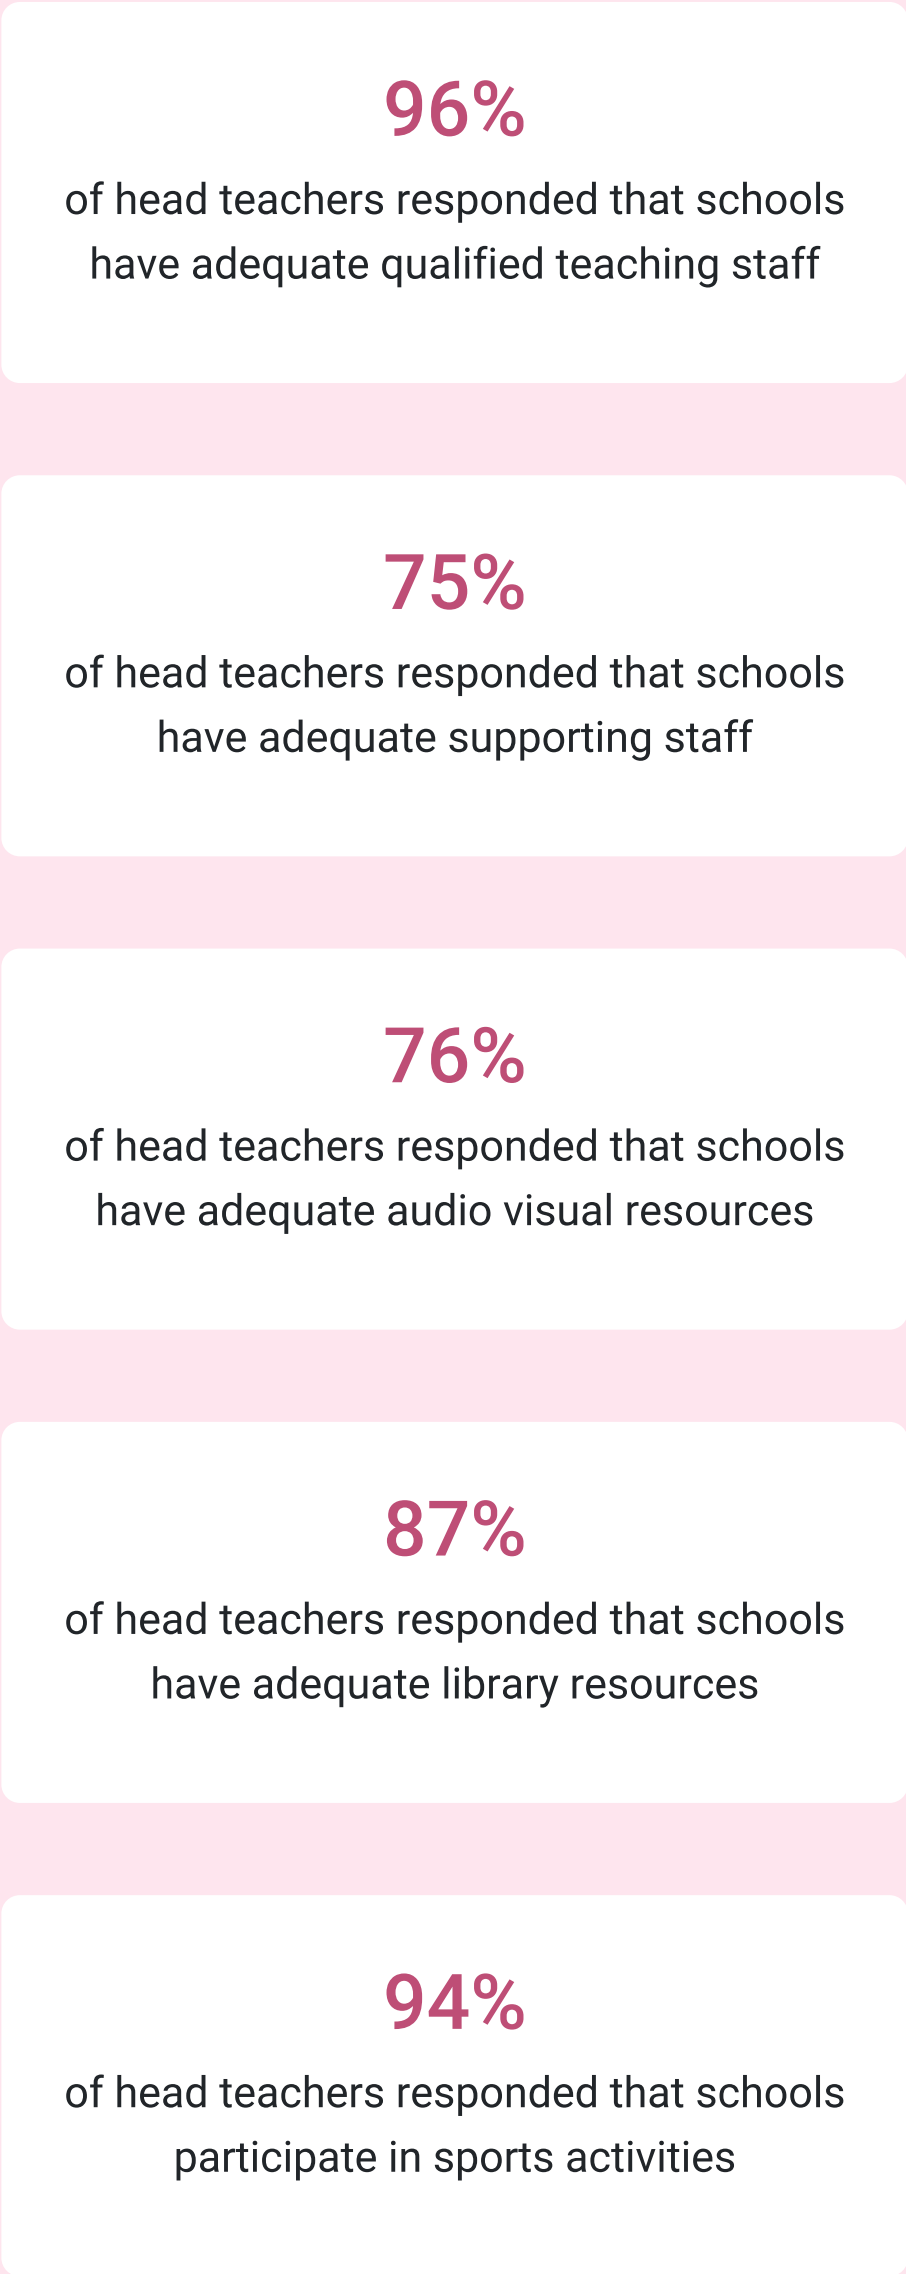 96%
of head teachers responded that schools
have adequate qualified teaching staff
75%
of head teachers responded that schools
have adequate supporting staff
76%
of head teachers responded that schools
have adequate audio visual resources
87%
of head teachers responded that schools
have adequate library resources
94%
of head teachers responded that schools
participate in sports activities